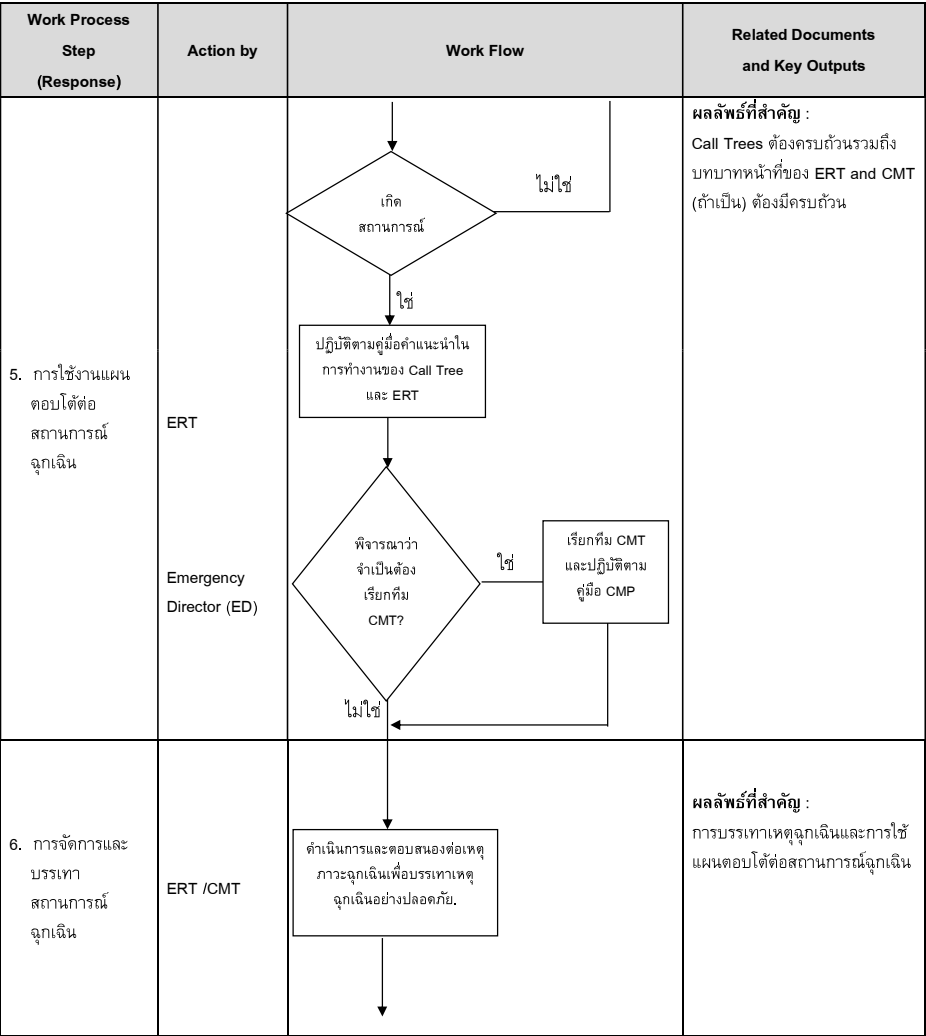 Work Process
Step
(Response)
Action by
Work Flow
Related Documents
and Key Outputs
5. การใช้งานแผน
ตอบโต้ต่อ
สถานการณ์
ฉุกเฉิน
ERT
Emergency
Director (ED)
เกิด
สถานการณ์
ไม่ใช่
ใช่
ปฏิบัติตามคู่มือคำแนะนำใน
การทำงานของ Call Tree
และ ERT
พิจารณาว่า
จำเป็นต้อง
เรียกทีม
CMT?
ใช่
เรียกทีม CMT
และปฏิบัติตาม
คู่มือ CMP
ไม่ใช่
ผลลัพธ์ที่สำคัญ :
Call Trees ต้องครบถ้วนรวมถึง
บทบาทหน้าที่ของ ERT and CMT
(ถ้าเป็น) ต้องมีครบถ้วน
6. การจัดการและ
บรรเทา
สถานการณ์
ฉุกเฉิน
ERT /CMT
ดำเนินการและตอบสนองต่อเหตุ
ภาวะฉุกเฉินเพื่อบรรเทาเหตุ
ฉุกเฉินอย่างปลอดภัย.
ผลลัพธ์ที่สำคัญ :
การบรรเทาเหตุฉุกเฉินและการใช้
แผนตอบโต้ต่อสถานการณ์ฉุกเฉิน